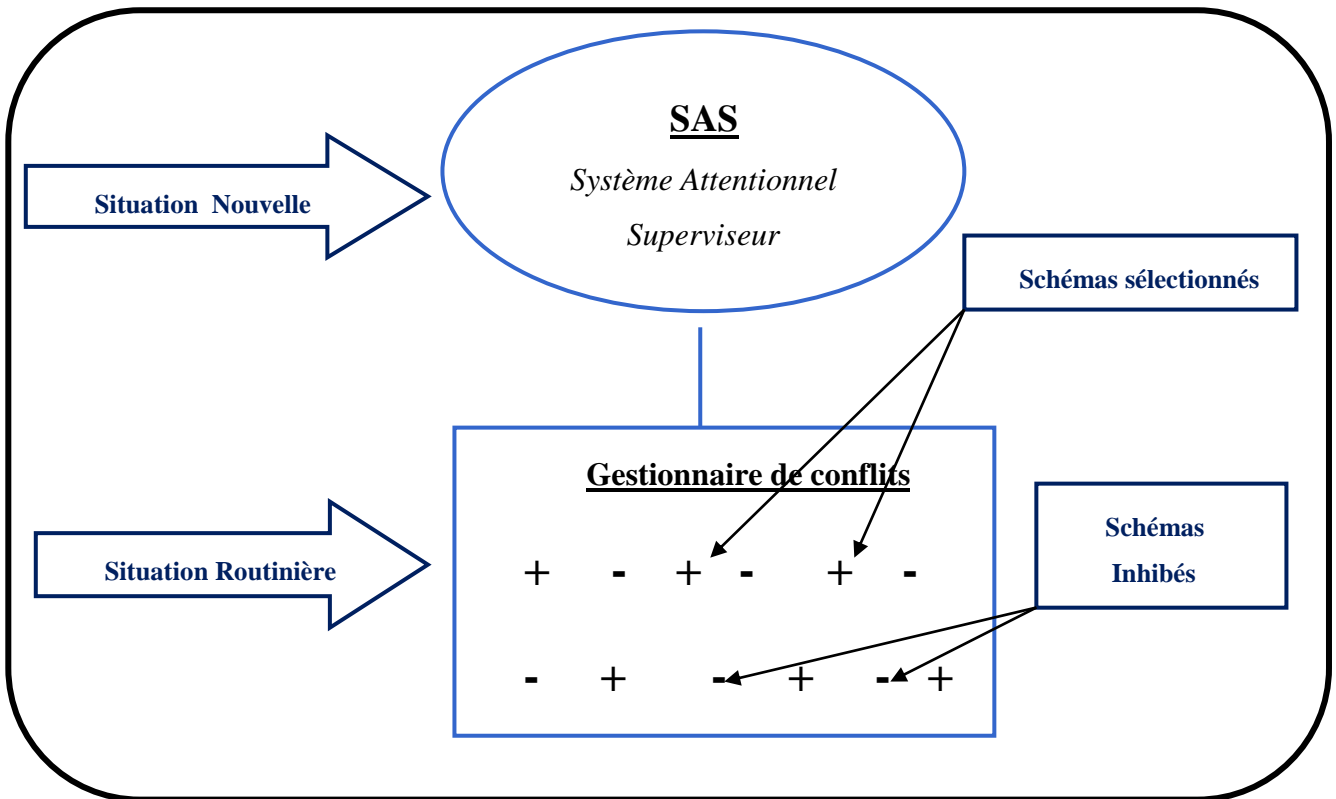 SAS
Système Attentionnel
Superviseur
Situation Nouvelle
Schémas sélectionnés
Gestionnaire de conflits
Schémas
Inhibés
Situation Routinière
+ - + - + -
- + - + - +